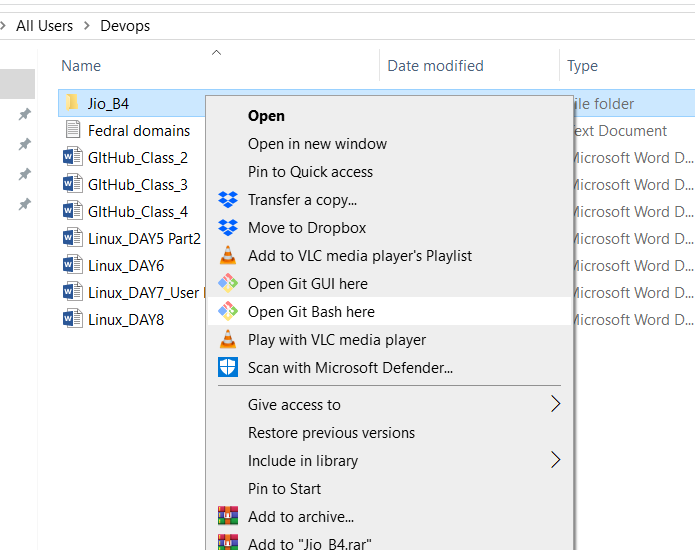 All Users > Devops
Name Date modified Type
Jio_B4 ile folder
Fedral domains ext Document
GItHub_Class_2 Microsoft Word D...
GItHub_Class_3 Microsoft Word D...
GItHub_Class_4 Microsoft Word D...
Linux_DAY5 Part2 Microsoft Word D...
Linux_DAY6 Microsoft Word D...
Linux_DAY7_User Microsoft Word D...
Linux_DAY8 Microsoft Word D...
Open
Open in new window
Pin to Quick access
Transfer a copy...
Move to Dropbox
Add to VLC media player's Playlist
Open Git GUI here
Open Git Bash here
Play with VLC media player
Scan with Microsoft Defender...
Give access to
Restore previous versions
Include in library
Pin to Start
Add to archive...
Add to "Jio_B4.rar"